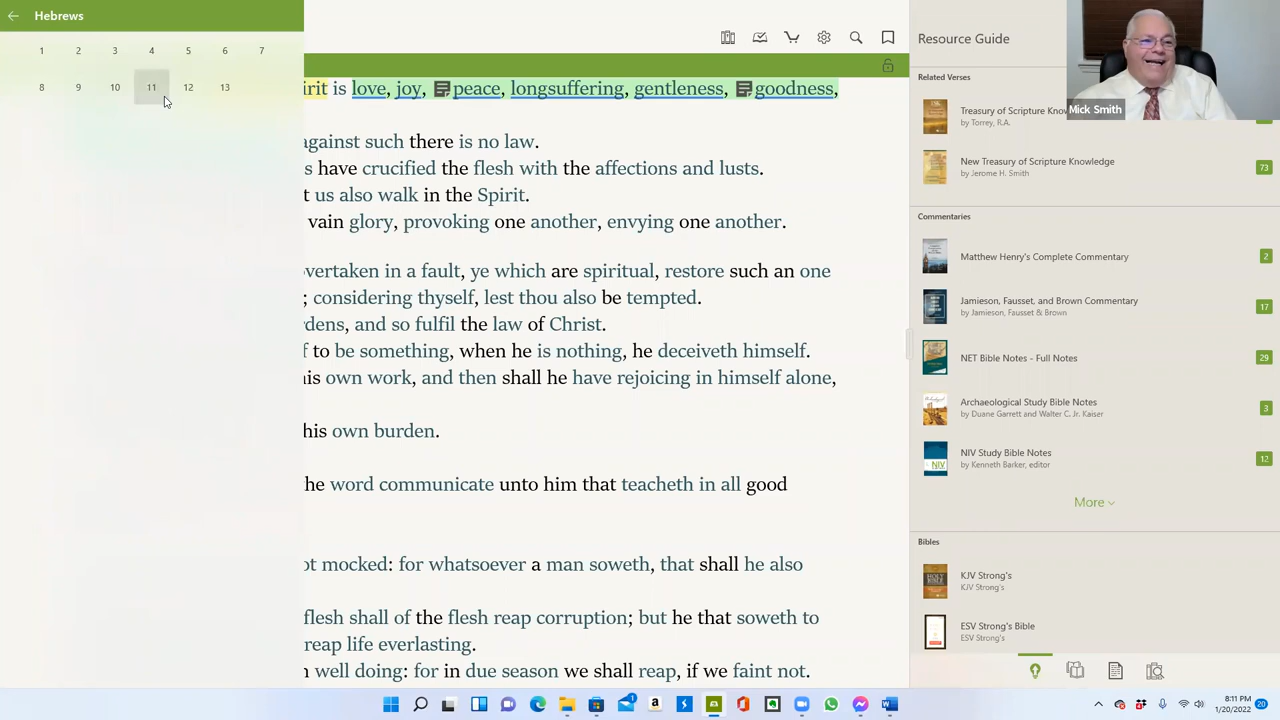 Hebrews
1 2 3 4 5 6 7
8 9 10 11 12 13
irit is love, joy, peace, longsuffering, gentleness, goodness,
against such there is no law.
s have crucified the flesh with the affections and lusts.
t us also walk in the Spirit.
vain glory, provoking one another, envying one another.
overtaken in a fault, ye which are spiritual, restore such an one
; considering thyself, lest thou also be tempted.
rdens, and so fulfil the law of Christ.
f to be something, when he is nothing, he deceiveth himself.
his own work, and then shall he have rejoicing in himself alone,
his own burden.
he word communicate unto him that teacheth in all good
ot mocked: for whatsoever a man soweth, that shall he also
flesh shall of the flesh reap corruption; but he that soweth to
reap life everlasting.
n well doing: for in due season we shall reap, if we faint not.
Resource Guide
Mick Smith
Related Verses
Treasury of Scripture Know
by Torrey, R.A.
New Treasury of Scripture Knowledge
by Jerome H. Smith
73
Commentaries
Matthew Henry's Complete Commentary
2
Jamieson, Fausset, and Brown Commentary
by Jamieson, Fausset & Brown
17
NET Bible Notes - Full Notes
29
Archaeological Study Bible Notes
by Duane Garrett and Walter C. Jr. Kaiser
3
NIV Study Bible Notes
by Kenneth Barker, editor
12
NIV
More
Bibles
KJV Strong's
KJV Strong's
ESV Strong's Bible
ESV Strong's
8:11 PM
1/20/2022
20